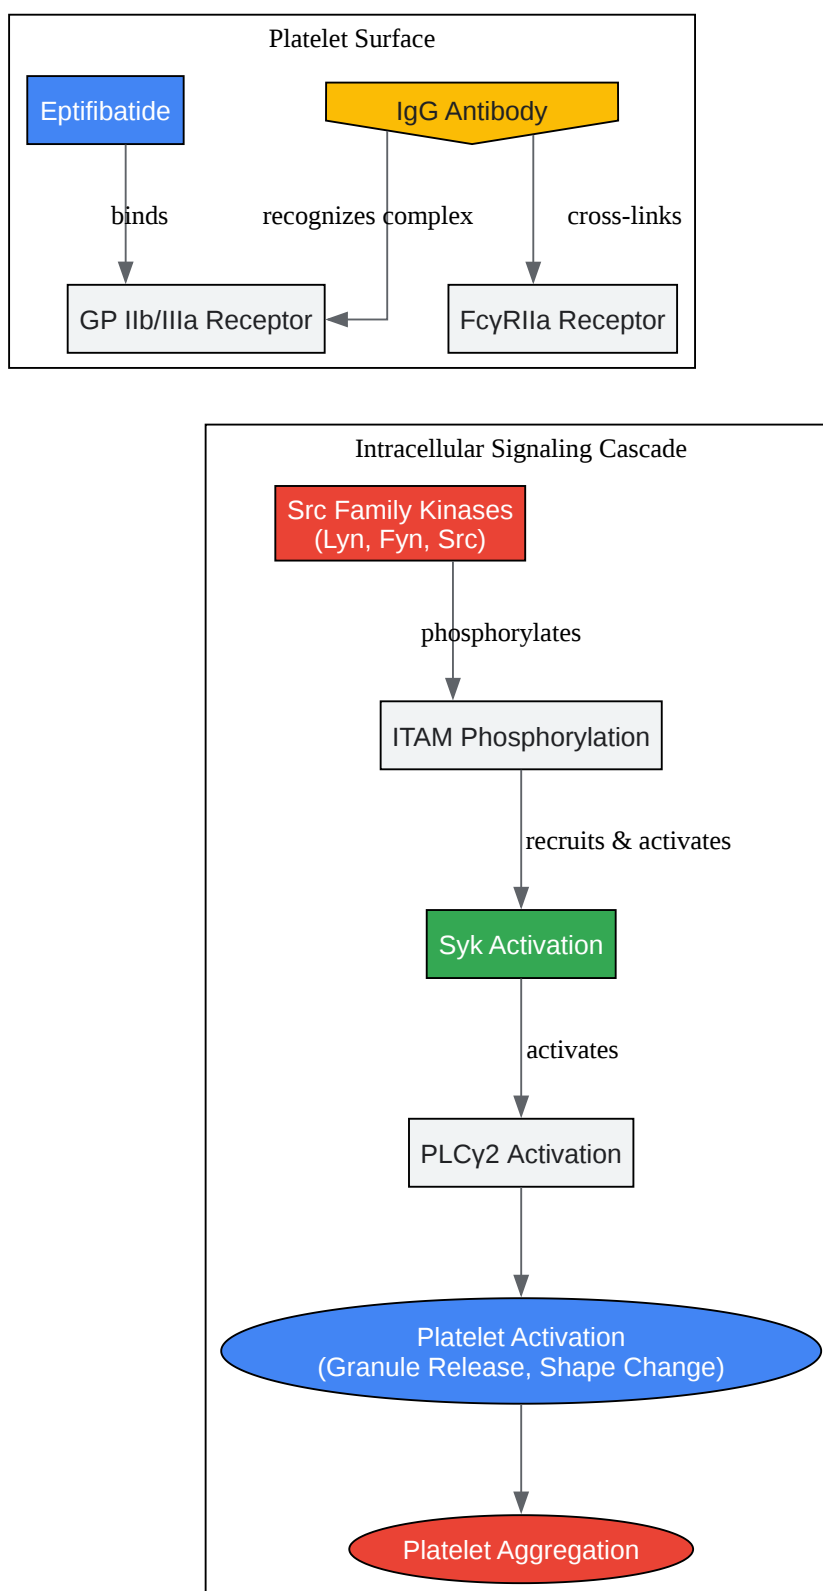 Platelet Surface
Eptifibatide
IgG Antibody
binds
recognizes complex
cross-links
GP IIb/IIIa Receptor
FcγRIIa Receptor
Intracellular Signaling Cascade
Src Family Kinases
(Lyn, Fyn, Src)
phosphorylates
ITAM Phosphorylation
recruits & activates
Syk Activation
activates
PLCγ2 Activation
Platelet Activation
(Granule Release, Shape Change)
Platelet Aggregation